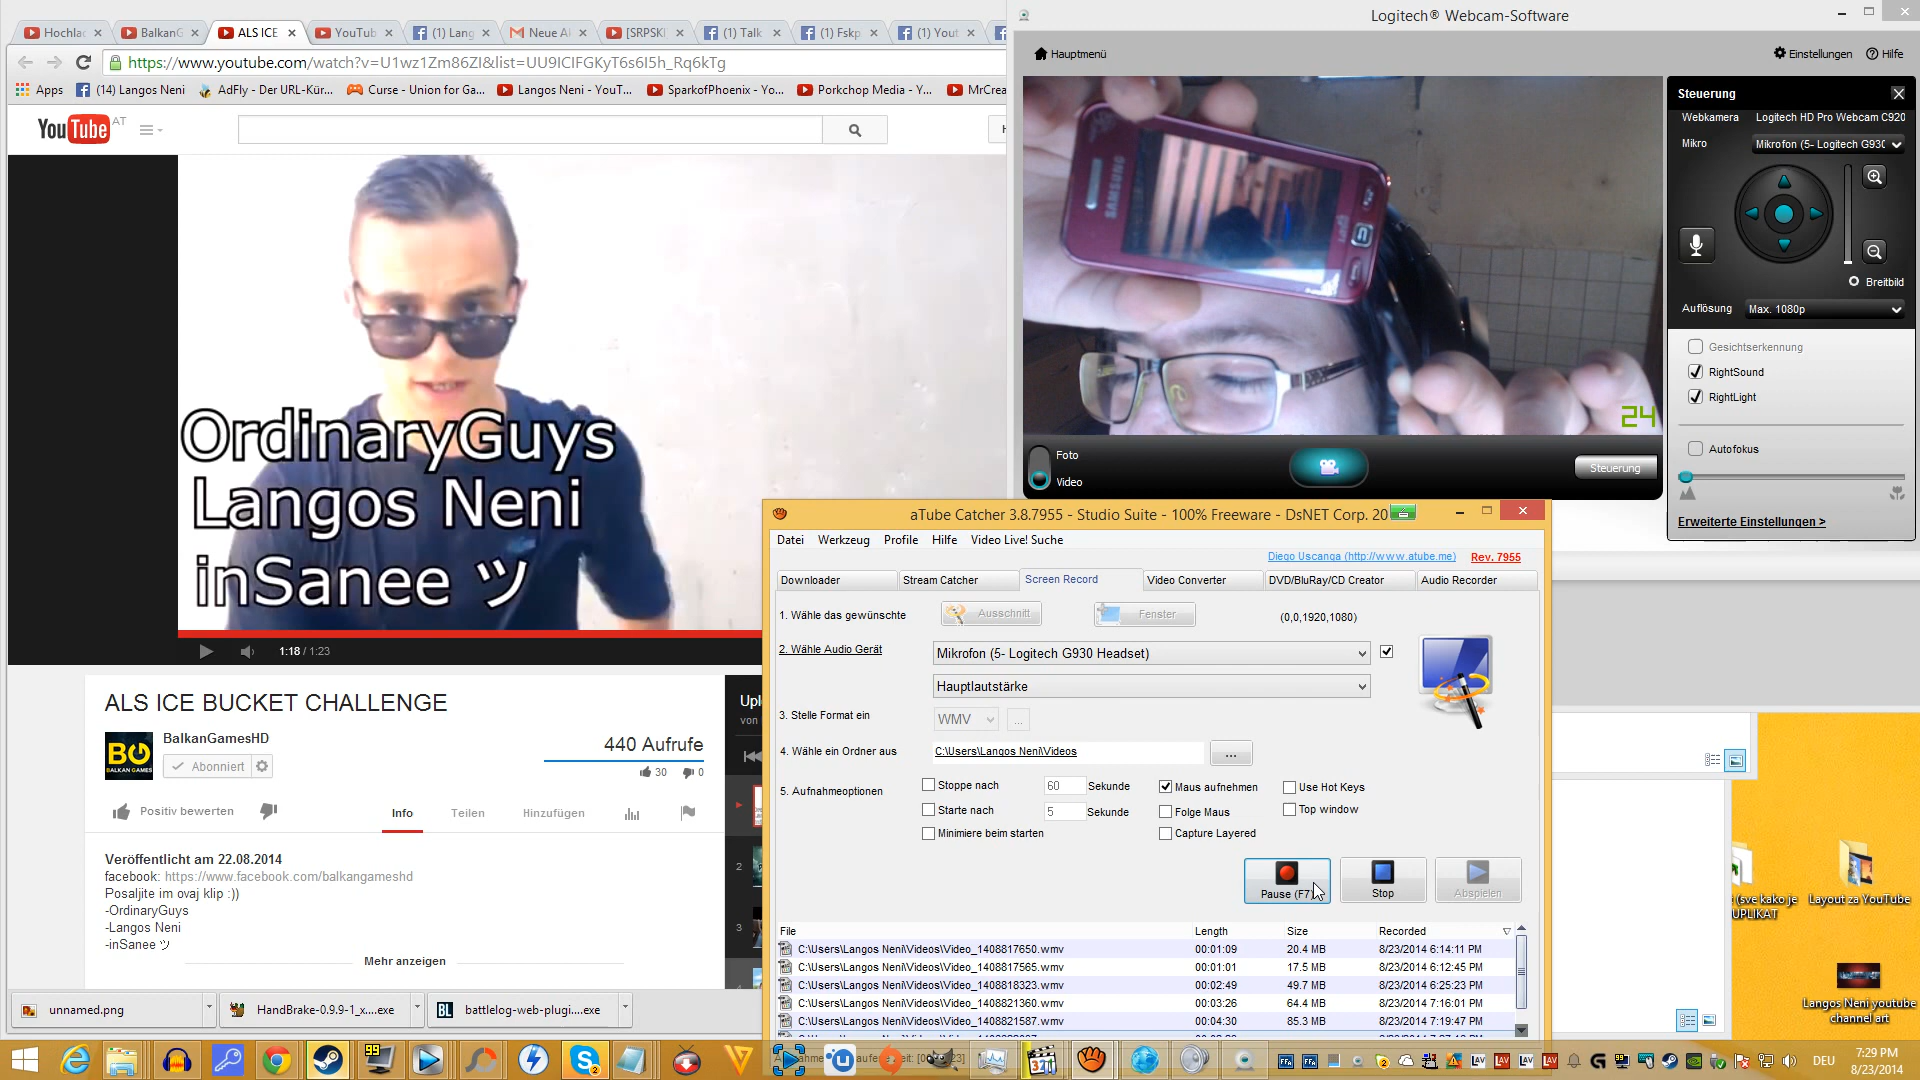 Hochla
BalkanG
ALS ICE
YouTub
(1) Lang
Neue A
[SRPSK
(1) Talk
(1) Fskp
(1) Yout
https://www.youtube.com/watch?v=U1wz1Zm86ZI&list=UU9ICIFGKyT6s6I5h_Rq6kTg
Apps
(14) Langos Neni
AdFly - Der URL-Kür...
Curse - Union for Ga...
Langos Neni - YouT...
SparkofPhoenix - Yo...
Porkchop Media - Y...
MrCrea
YouTube AT
OrdinaryGuys
Langos Neni
inSanee ツ
1:18 / 1:23
ALS ICE BUCKET CHALLENGE
BG
BALKAN GAMES
BalkanGamesHD
Abonniert
440 Aufrufe
30
0
Positiv bewerten
Info
Teilen
Hinzufügen
Veröffentlicht am 22.08.2014
facebook: https://www.facebook.com/balkangameshd
Posaljite im ovaj klip :))
-OrdinaryGuys
-Langos Neni
-inSanee ツ
Mehr anzeigen
Uplo
von
2
3
unnamed.png
HandBrake-0.9.9-1_x....exe
BL
battlelog-web-plugi....exe
Logitech® Webcam-Software
Hauptmenü
Einstellungen
Hilfe
SAMSUNG
24
Foto
Video
Steuerung
Steuerung
Webkamera
Logitech HD Pro Webcam C920
Mikro
Mikrofon (5- Logitech G930
Breitbild
Auflösung
Max. 1080p
Gesichtserkennung
RightSound
RightLight
Autofokus
Erweiterte Einstellungen >
aTube Catcher 3.8.7955 - Studio Suite - 100% Freeware - DsNET Corp. 20
Datei
Werkzeug
Profile
Hilfe
Video Live! Suche
Diego Uscanga (http://www.atube.me)
Rev. 7955
Downloader
Stream Catcher
Screen Record
Video Converter
DVD/BluRay/CD Creator
Audio Recorder
1. Wähle das gewünschte
Ausschnitt
Fenster
(0,0,1920,1080)
2. Wähle Audio Gerät
Mikrofon (5- Logitech G930 Headset)
Hauptlautstärke
3. Stelle Format ein
WMV
...
4. Wähle ein Ordner aus
C:\Users\Langos Neni\Videos
...
5. Aufnahmeoptionen
Stoppe nach
60
Sekunde
Maus aufnehmen
Use Hot Keys
Starte nach
5
Sekunde
Folge Maus
Top window
Minimiere beim starten
Capture Layered
Pause (F7)
Stop
Abspielen
File
Length
Size
Recorded
C:\Users\Langos Neni\Videos\Video_1408817650.wmv 00:01:09 20.4 MB 8/23/2014 6:14:11 PM
C:\Users\Langos Neni\Videos\Video_1408817565.wmv 00:01:01 17.5 MB 8/23/2014 6:12:45 PM
C:\Users\Langos Neni\Videos\Video_1408818323.wmv 00:02:49 49.7 MB 8/23/2014 6:25:23 PM
C:\Users\Langos Neni\Videos\Video_1408821360.wmv 00:03:26 64.4 MB 8/23/2014 7:16:01 PM
C:\Users\Langos Neni\Videos\Video_1408821587.wmv 00:04:30 85.3 MB 8/23/2014 7:19:47 PM
(sve kako je
UPLIKAT
Layout za YouTube
Langos Neni youtube
channel art
DEU
7:29 PM
8/23/2014